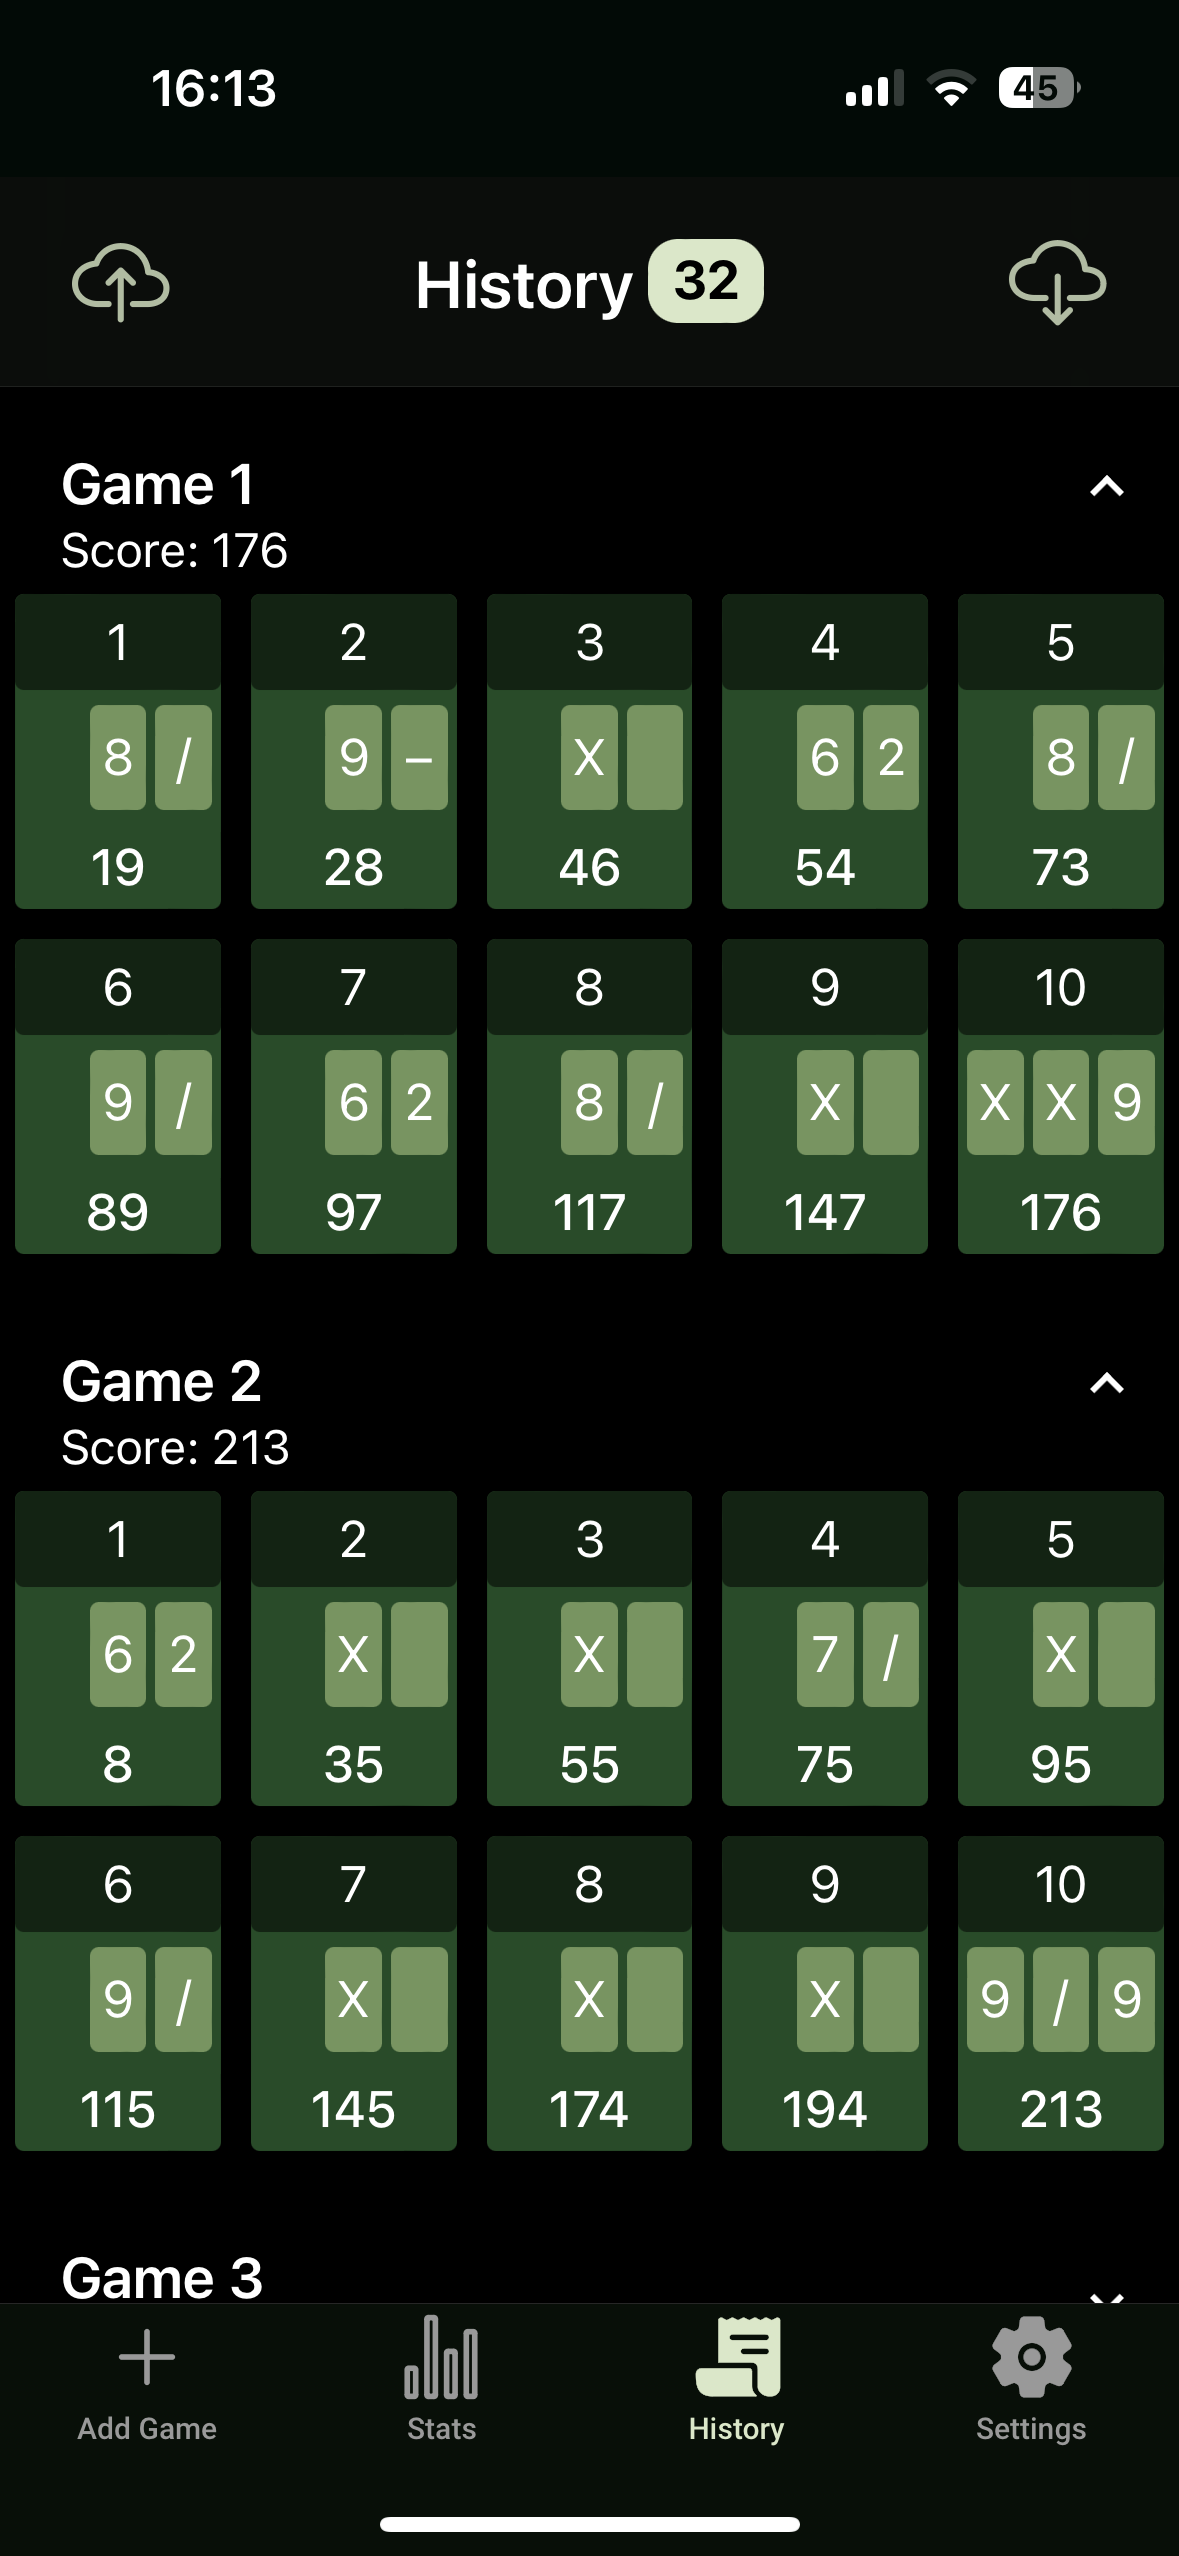 16:13 45
History 32
Game 1
Score: 176
1 2 3 4 5
8 / 9 – X 6 2 8 /
19 28 46 54 73
6 7 8 9 10
9 / 6 2 8 / X X X 9
89 97 117 147 176
Game 2
Score: 213
1 2 3 4 5
6 2 X X 7 / X
8 35 55 75 95
6 7 8 9 10
9 / X X X 9 / 9
115 145 174 194 213
Game 3
Add Game Stats History Settings